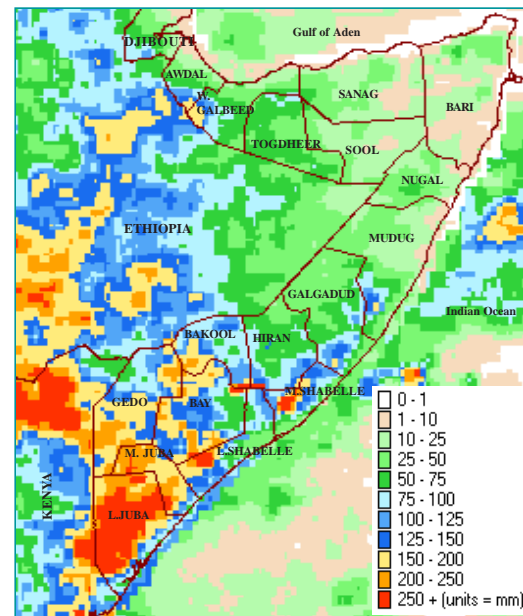 Gulf of Aden
DJIBOUTI
AWDAL
W.
GALBEED
SANAG
BARI
TOGDHEER
SOOL
NUGAL
ETHIOPIA
MUDUG
GALGADUD
Indian Ocean
BAKOOL
HIRAN
GEDO
BAY
M.SHABELLE
M. JUBA
L.SHABELLE
KENYA
L.JUBA
0 - 1
1 - 10
10 - 25
25 - 50
50 - 75
75 - 100
100 - 125
125 - 150
150 - 200
200 - 250
250 + (units = mm)